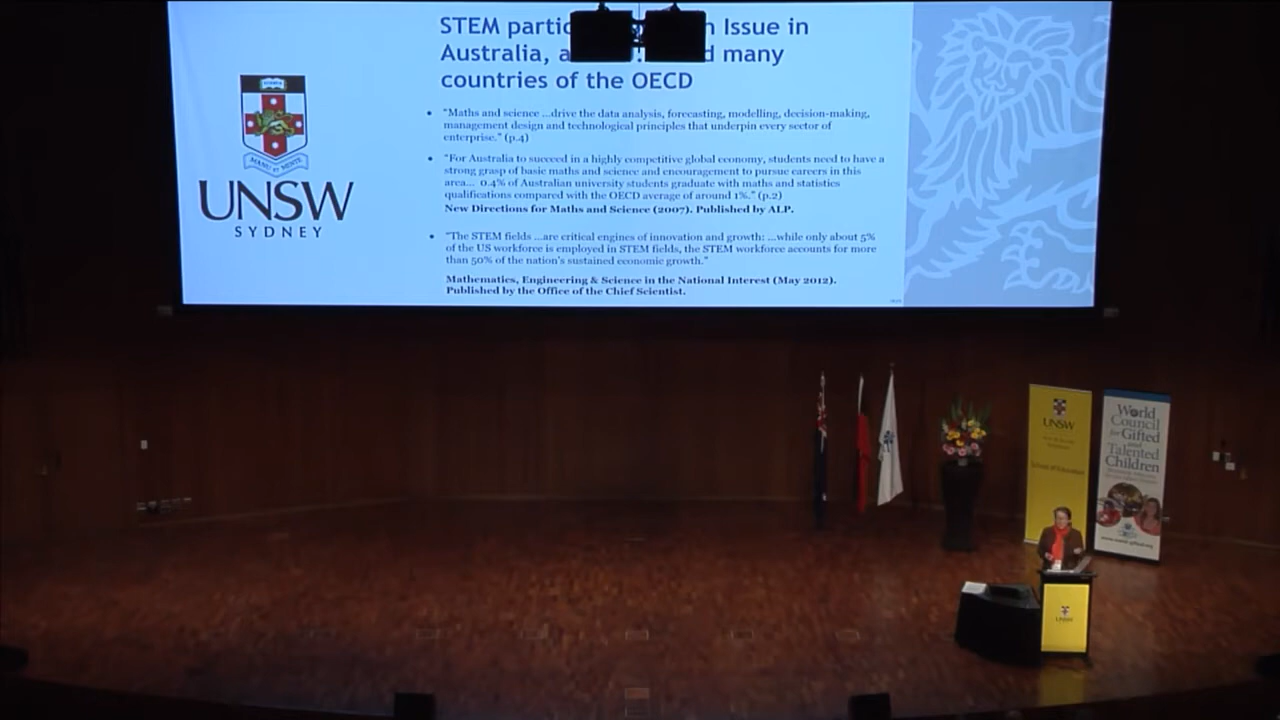 STEM partic n Issue in
Australia, a d many
countries of the OECD
• "Maths and science ...drive the data analysis, forecasting, modelling, decision-making,
management design and technological principles that underpin every sector of
enterprise." (p.4)
• "For Australia to succeed in a highly competitive global economy, students need to have a
strong grasp of basic maths and science and encouragement to pursue careers in this
area... 0.4% of Australian university students graduate with maths and statistics
qualifications compared with the OECD average of around 1%." (p.2)
New Directions for Maths and Science (2007). Published by ALP.
• "The STEM fields ...are critical engines of innovation and growth: ...while only about 5%
of the US workforce is employed in STEM fields, the STEM workforce accounts for more
than 50% of the nation's sustained economic growth."
Mathematics, Engineering & Science in the National Interest (May 2012).
Published by the Office of the Chief Scientist.
SCIENTIA
MANU ET MENTE
UNSW
SYDNEY
UNSW
School of Education
World
Council
for Gifted
and
Talented
Children
UNSW